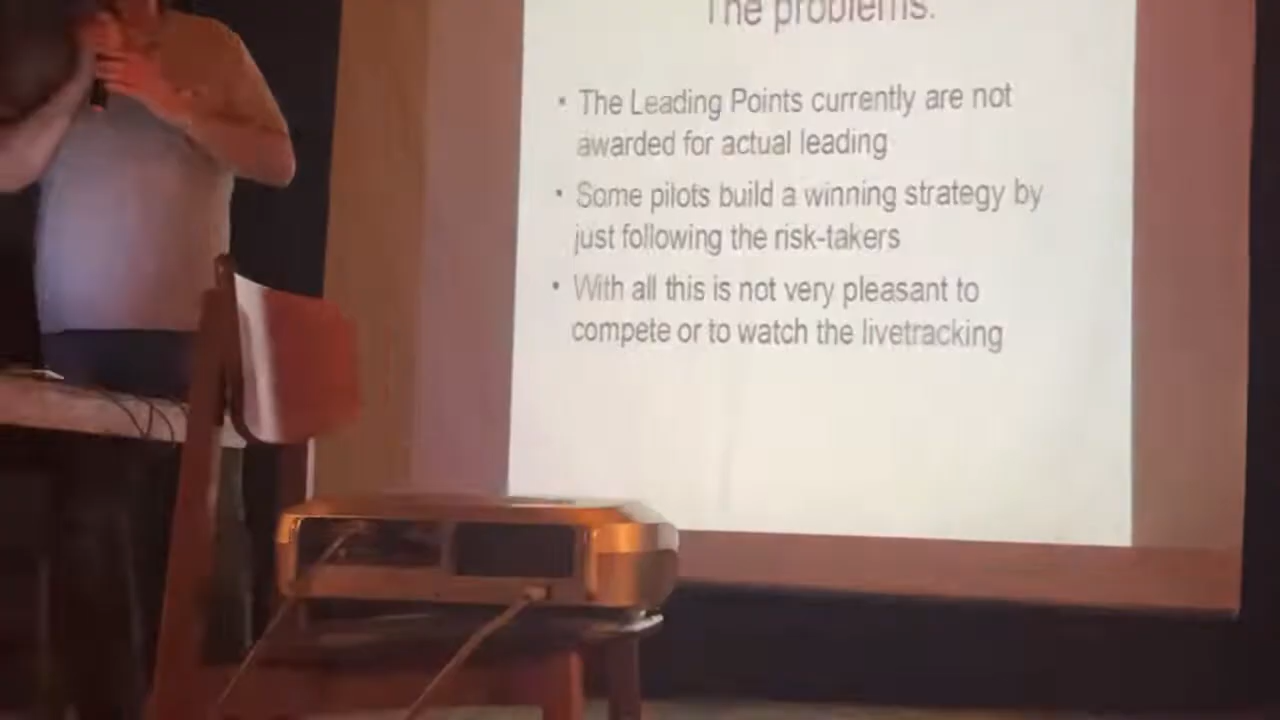 The problems.
• The Leading Points currently are not
awarded for actual leading
• Some pilots build a winning strategy by
just following the risk-takers
• With all this is not very pleasant to
compete or to watch the livetracking